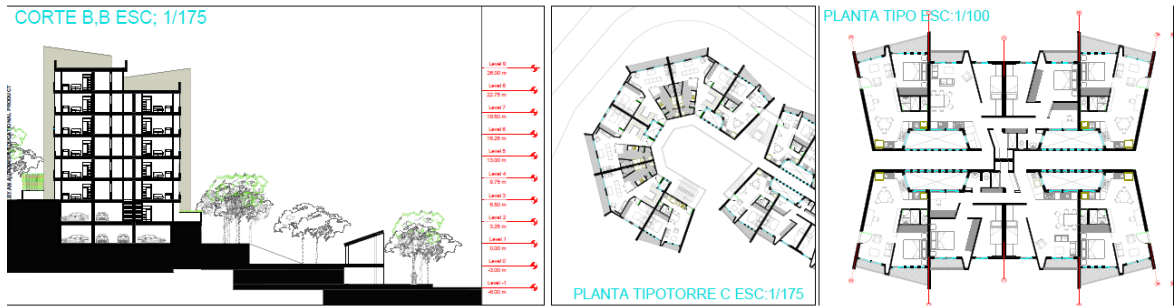 CORTE B,B ESC; 1/175
Level 9
26.00 m
Level 8
22.75 m
Level 7
19.50 m
Level 6
16.25 m
Level 5
13.00 m
Level 4
9.75 m
Level 3
6.50 m
Level 2
3.25 m
Level 1
0.00 m
Level 0
-3.00 m
Level -1
-6.00 m
PLANTA TIPOTORRE C ESC:1/175
PLANTA TIPO ESC:1/100